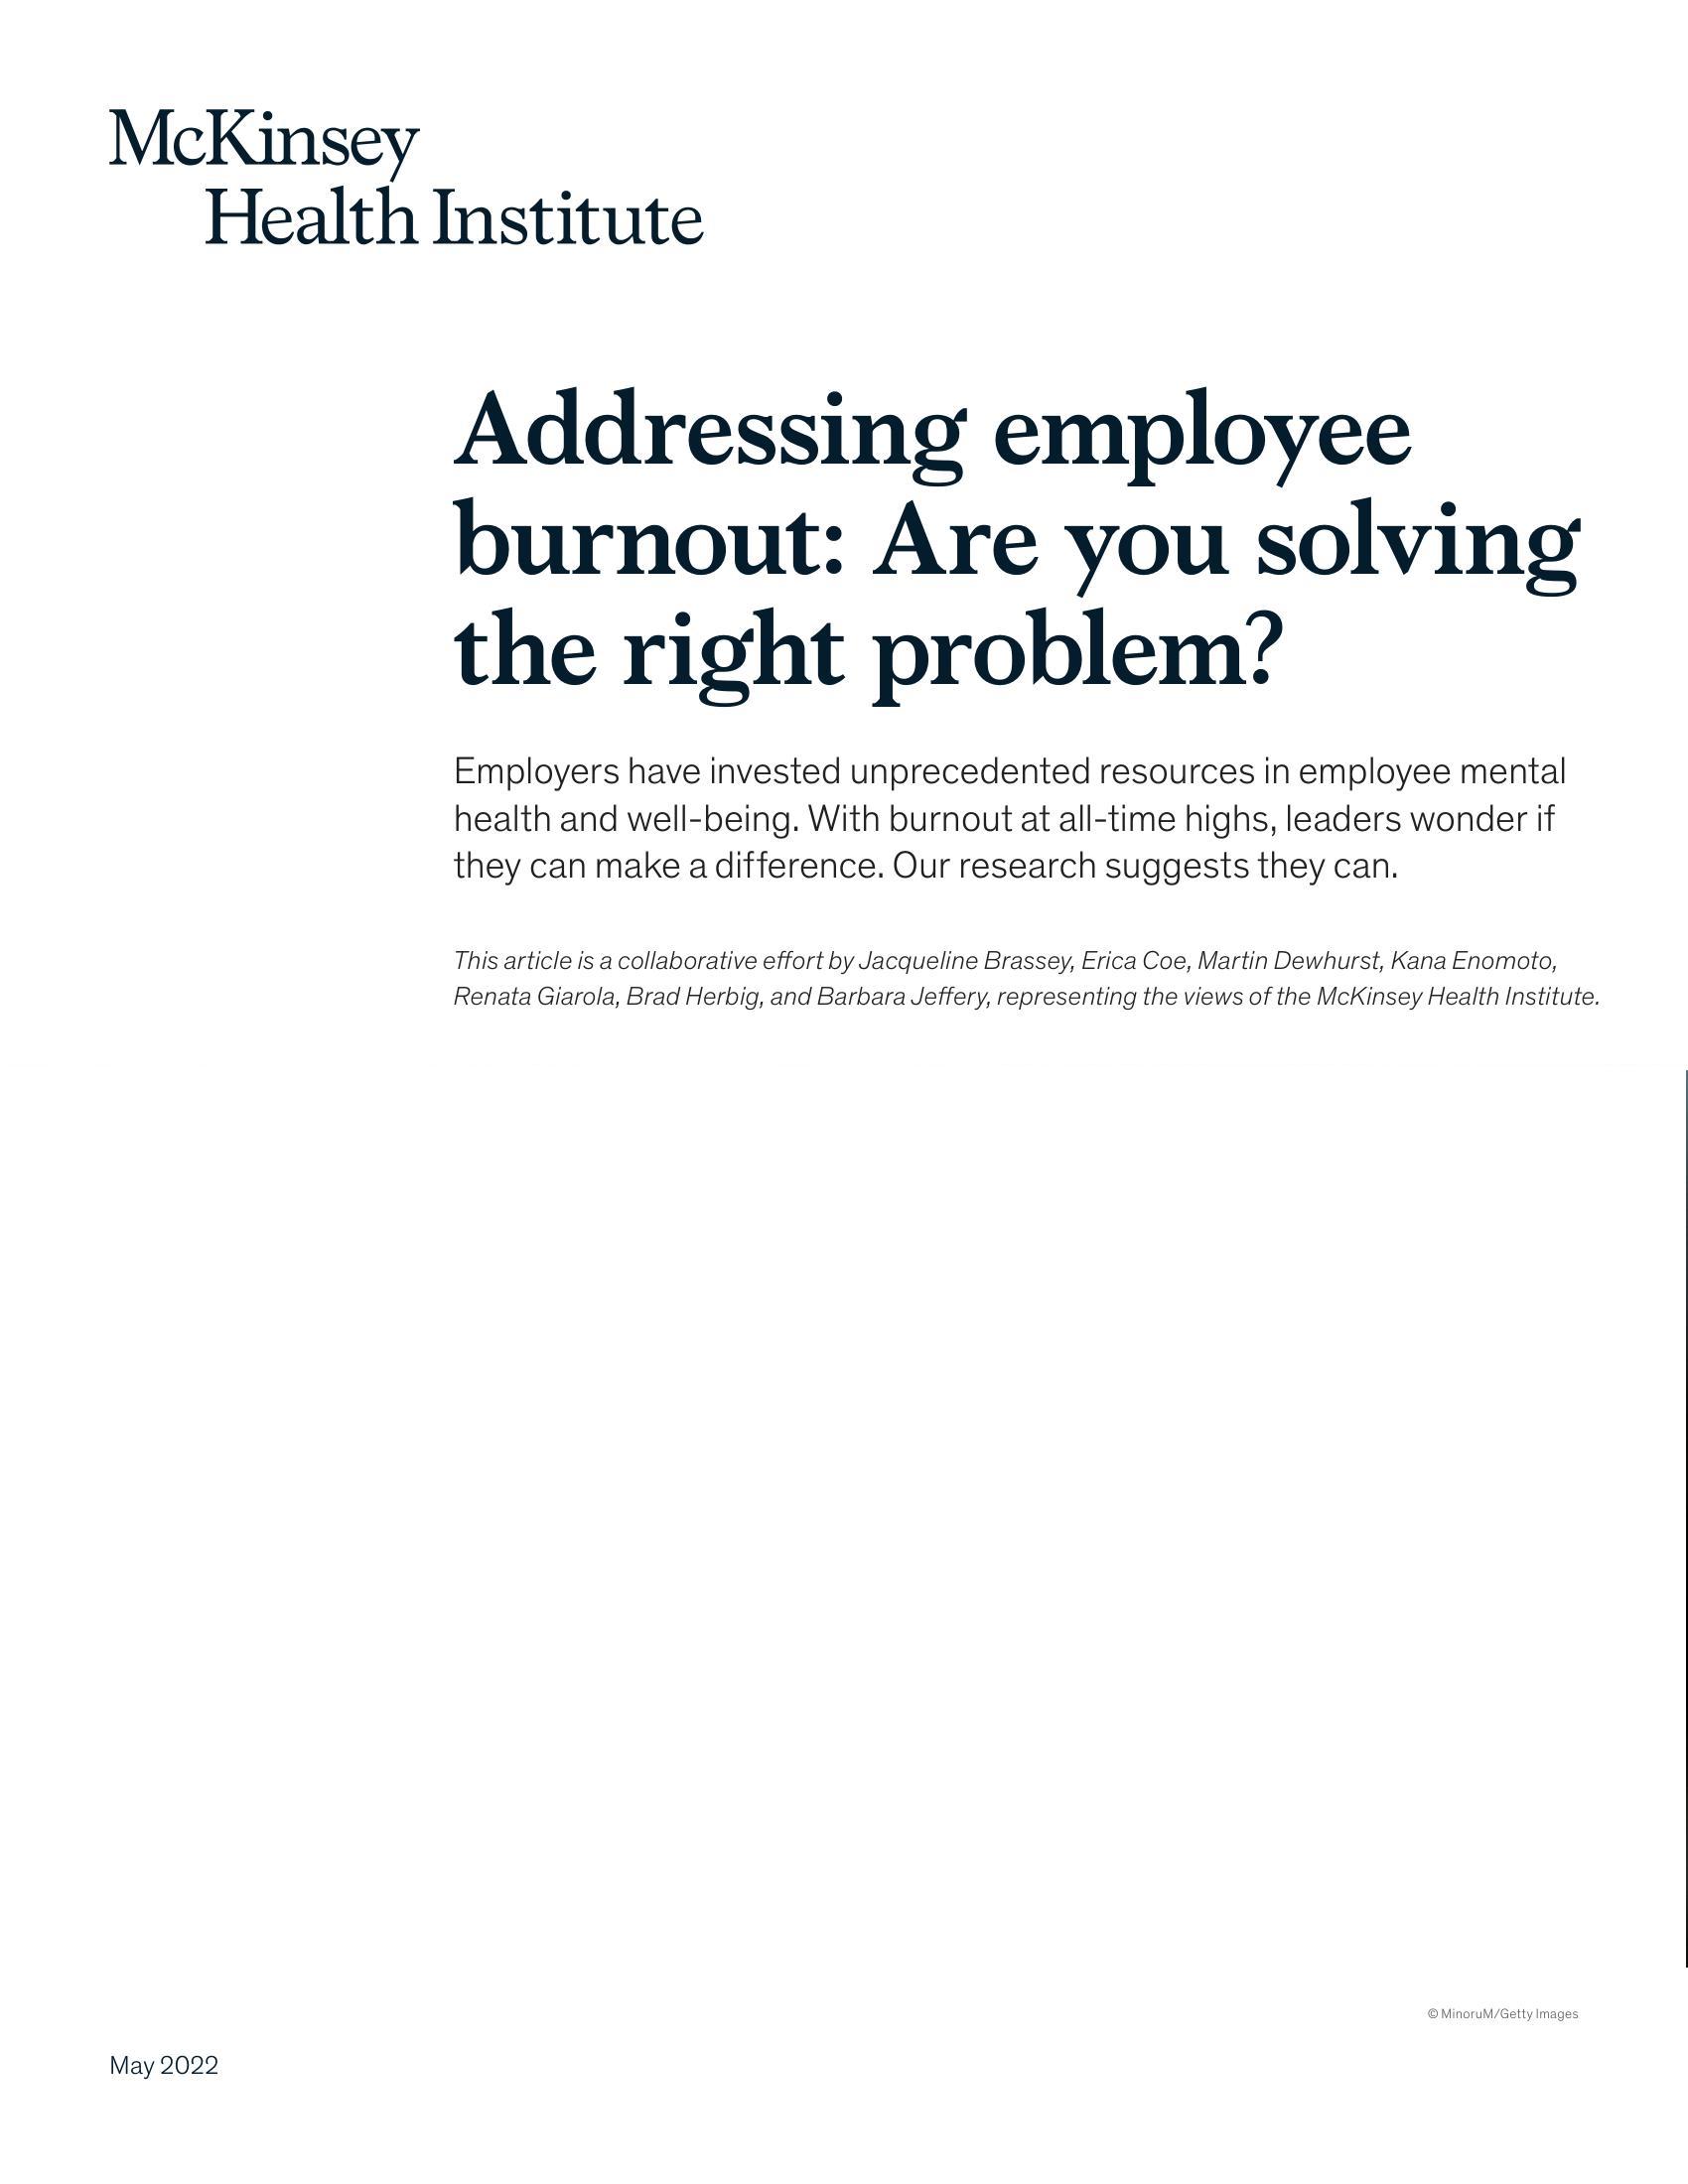 McKinsey
Health Institute
Addressing employee
burnout: Are you solving
the right problem?
Employers have invested unprecedented resources in employee mental
health and well-being. With burnout at all-time highs, leaders wonder if
they can make a difference. Our research suggests they can.
This article is a collaborative effort by Jacqueline Brassey, Erica Coe, Martin Dewhurst, Kana Enomoto,
Renata Giarola, Brad Herbig, and Barbara Jeffery, representing the views of the McKinsey Health Institute.
© MinoruM/Getty Images
May 2022